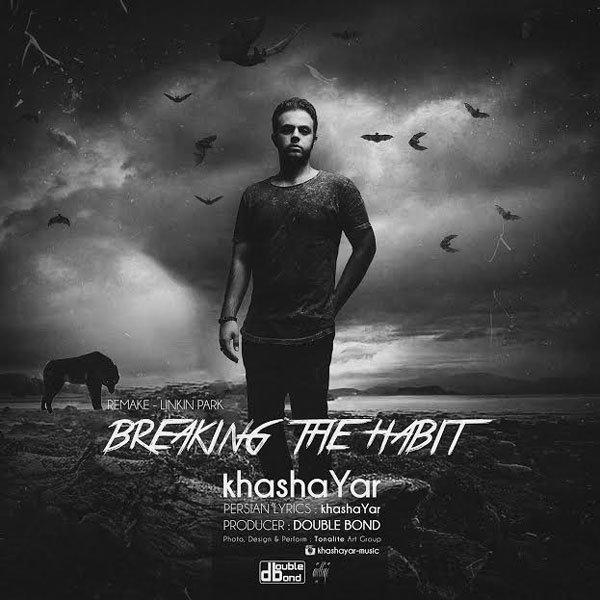 REMAKE - LINKIN PARK
BREAKING THE HABIT
khashaYar
PERSIAN LYRICS : khashaYar
PRODUCER : DOUBLE BOND
Photo, Design & Perform : Tonalite Art Group
khashayar-music
double Bond